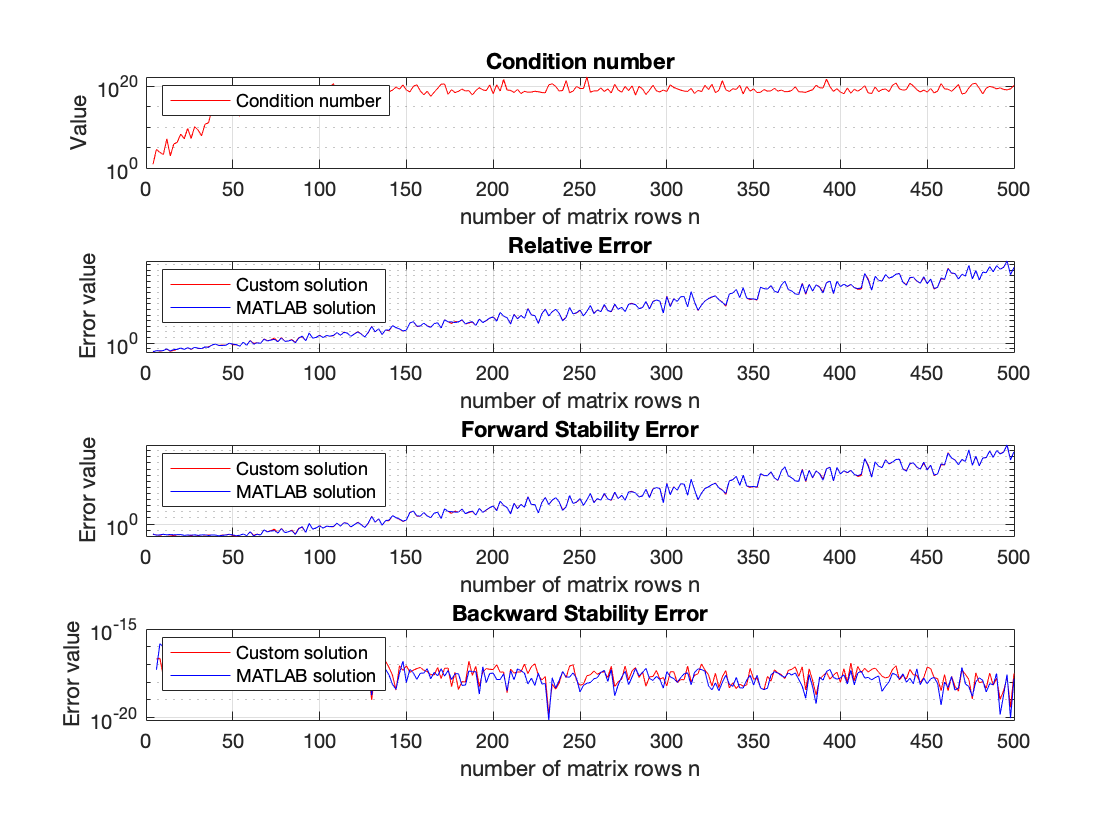 Condition number
Value
10^20
10^0
Condition number
0 50 100 150 200 250 300 350 400 450 500
number of matrix rows n
Relative Error
Error value
10^0
Custom solution
MATLAB solution
0 50 100 150 200 250 300 350 400 450 500
number of matrix rows n
Forward Stability Error
Error value
10^0
Custom solution
MATLAB solution
0 50 100 150 200 250 300 350 400 450 500
number of matrix rows n
Backward Stability Error
Error value
10^-15
10^-20
Custom solution
MATLAB solution
0 50 100 150 200 250 300 350 400 450 500
number of matrix rows n